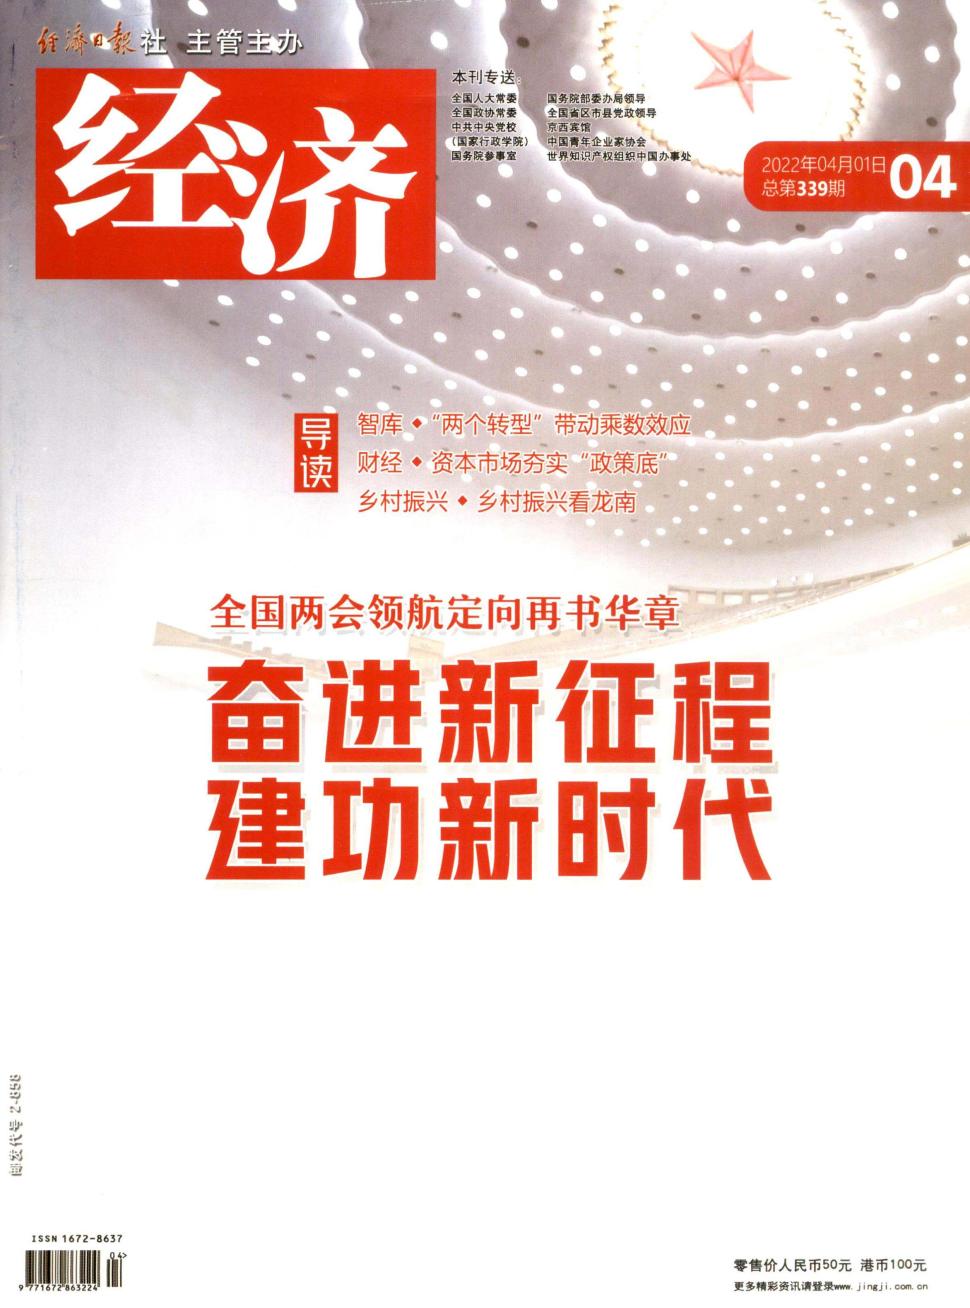 经济日报社 主管主办
经济
本刊专送:
全国人大常委
全国政协常委
中共中央党校
(国家行政学院)
国务院参事室
国务院部委办局领导
全国省区市县党政领导
京西宾馆
中国青年企业家协会
世界知识产权组织中国办事处
2022年04月01日
总第339期
04
导读
智库◆“两个转型”带动乘数效应
财经◆资本市场夯实“政策底”
乡村振兴◆乡村振兴看龙南
全国两会领航定向再书华章
奋进新征程
建功新时代
邮发代号 2-656
ISSN 1672-8637
04>
9 771672 863224
零售价人民币50元 港币100元
更多精彩资讯请登录www.jingji.com.cn